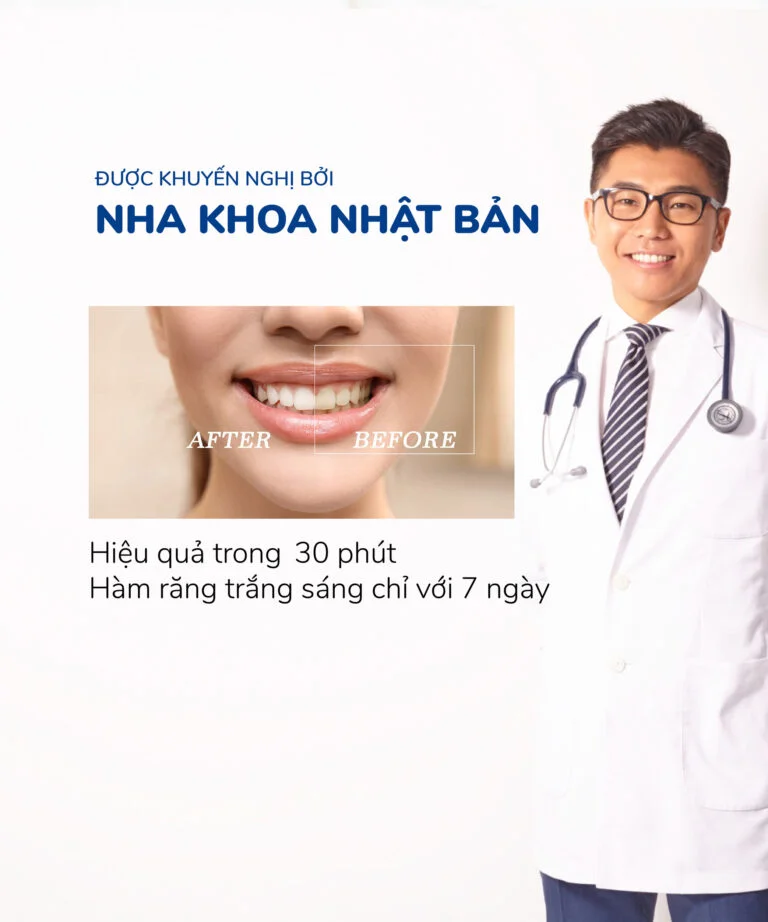 ĐƯỢC KHUYẾN NGHỊ BỞI
NHA KHOA NHẬT BẢN
AFTER BEFORE
Hiệu quả trong 30 phút
Hàm răng trắng sáng chỉ với 7 ngày